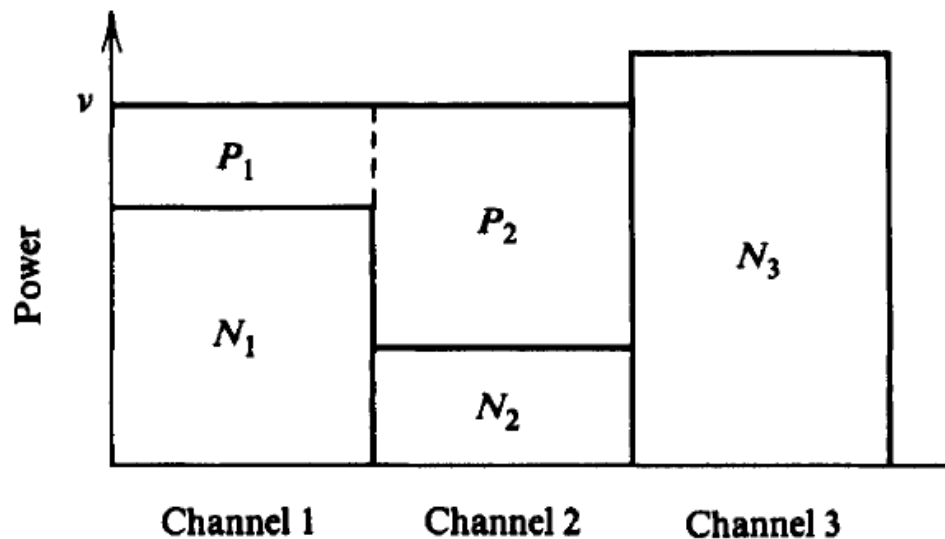 ν
P₁
P₂
N₃
N₁
N₂
Power
Channel 1
Channel 2
Channel 3